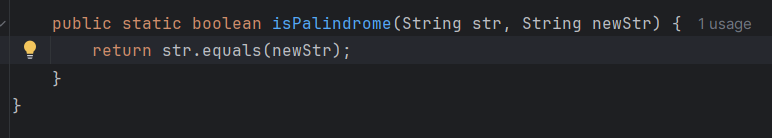 public static boolean isPalindrome(String str, String newStr) { 1 usage
return str.equals(newStr);
}
}